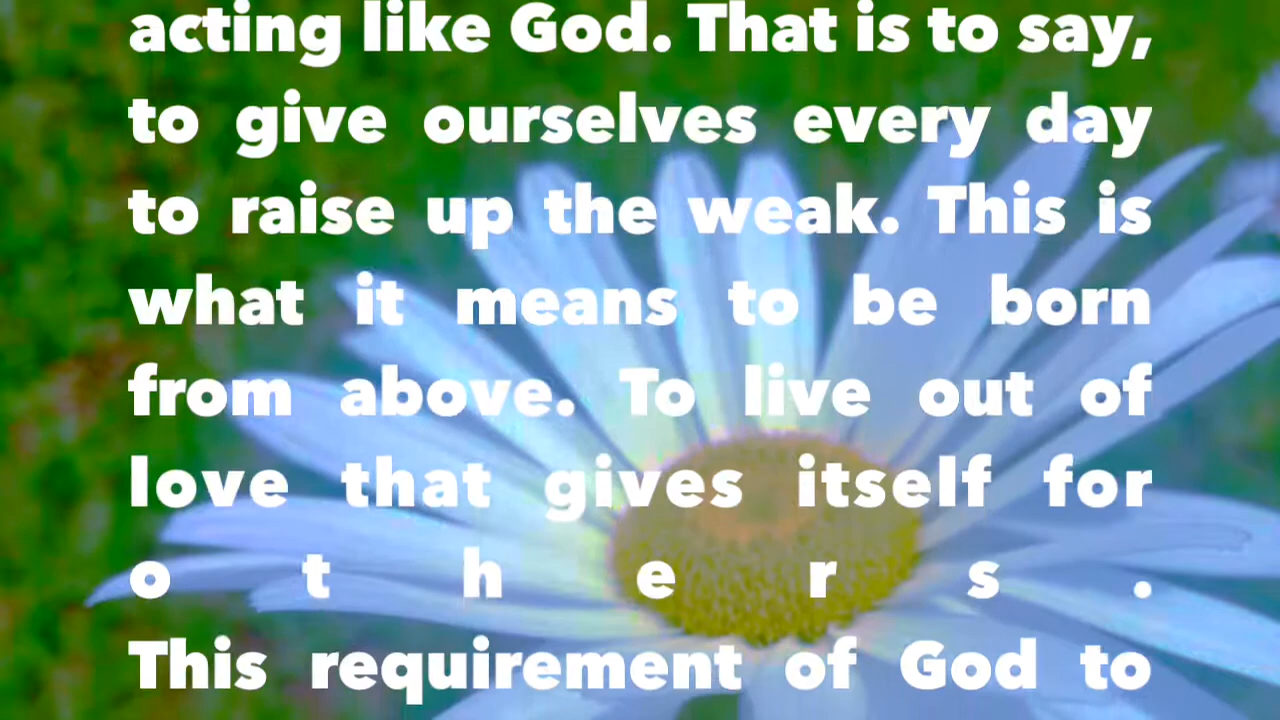 acting like God. That is to say,
to give ourselves every day
to raise up the weak. This is
what it means to be born
from above. To live out of
love that gives itself for
o t h e r s .
This requirement of God to